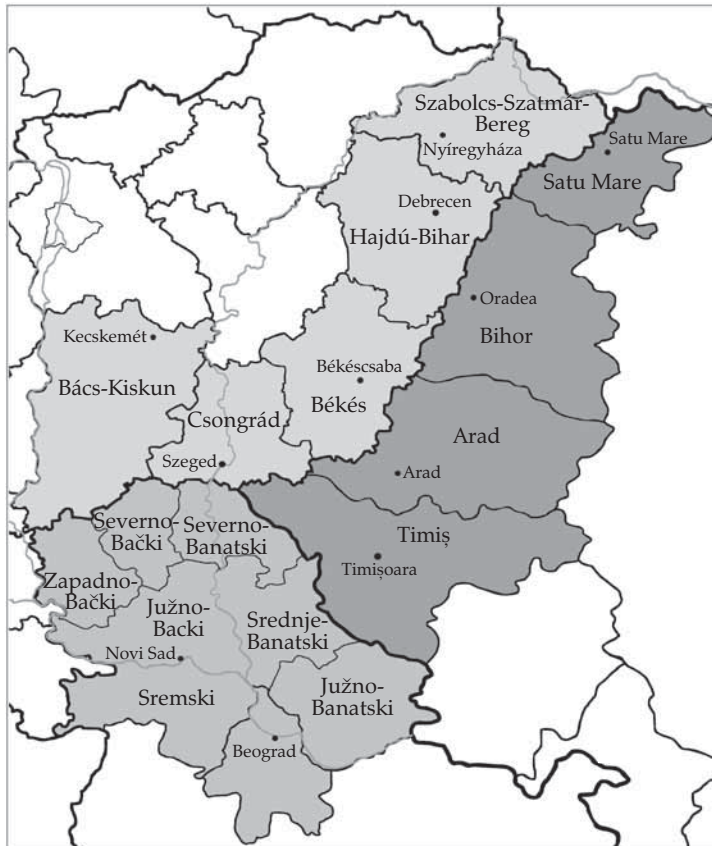 Szabolcs-Szatmár-
Bereg
Nyíregyháza
Satu Mare
Satu Mare
Debrecen
Hajdú-Bihar
Oradea
Bihor
Kecskemét
Bács-Kiskun
Békéscsaba
Békés
Csongrád
Szeged
Arad
Arad
Severno-
Bački
Severno-
Banatski
Timiș
Timișoara
Zapadno-
Bački
Južno-
Backi
Srednje-
Banatski
Novi Sad
Sremski
Južno-
Banatski
Beograd